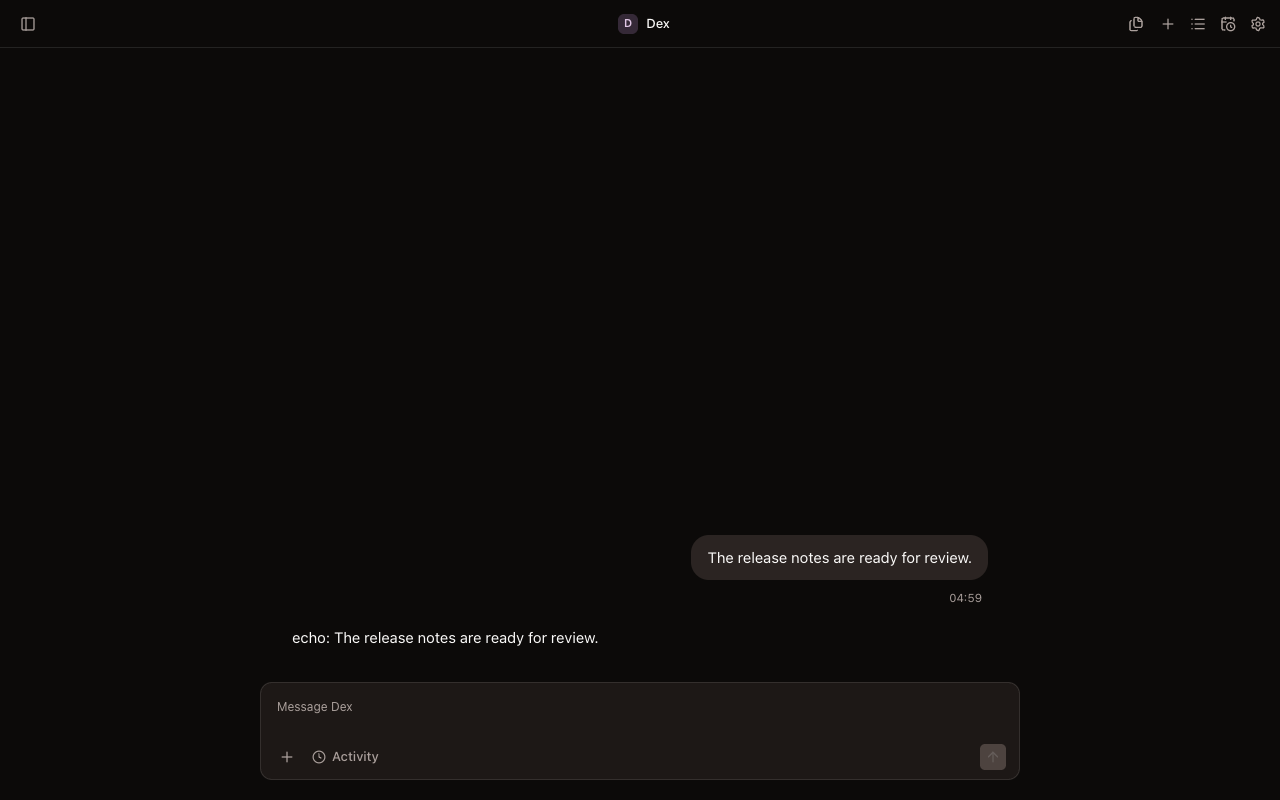 D Dex
The release notes are ready for review.
04:59
echo: The release notes are ready for review.
Message Dex
Activity